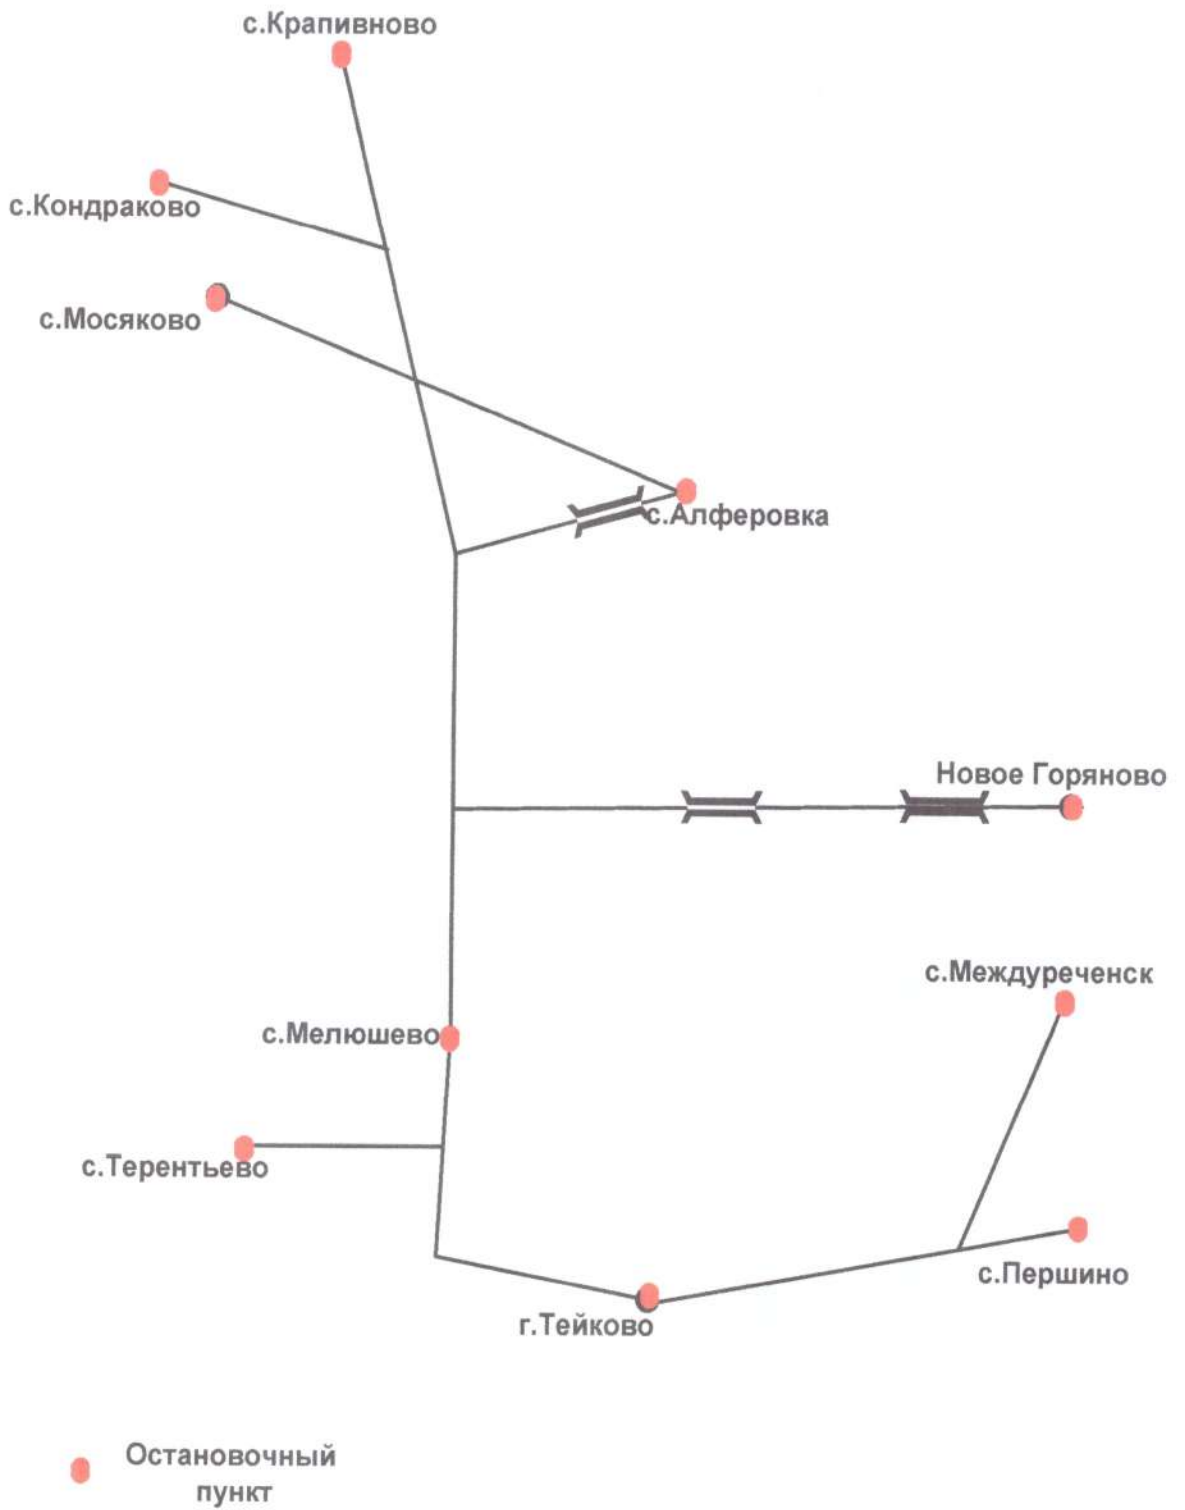 с.Крапивново
с.Кондраково
с.Мосяково
с.Алферовка
Новое Горяново
с.Междуреченск
с.Мелюшево
с.Терентьево
с.Першино
г.Тейково
Остановочный
пункт